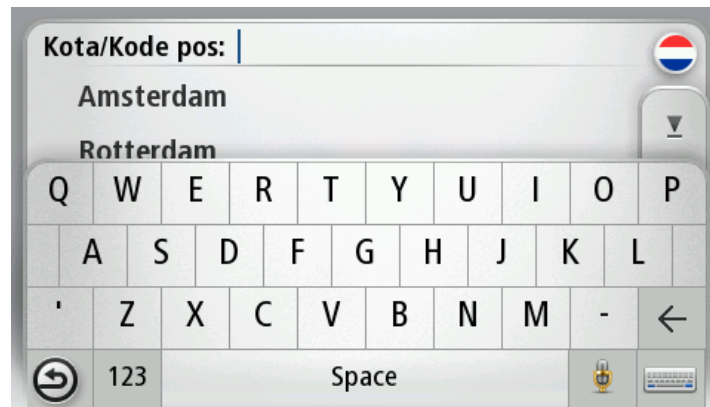 Kota/Kode pos:
Amsterdam
Rotterdam
Q W E R T Y U I O P
A S D F G H J K L
' Z X C V B N M -
123 Space